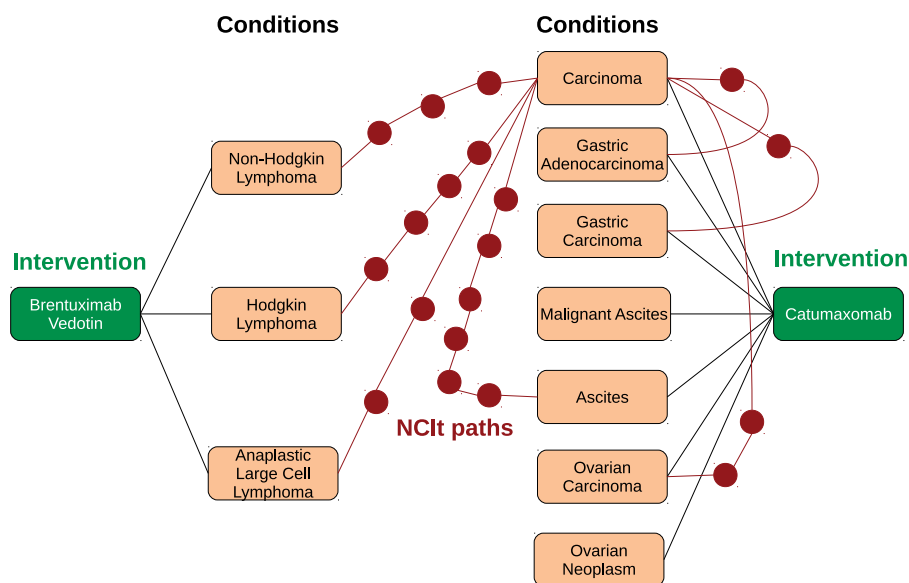 Conditions
Conditions
Carcinoma
Gastric
Adenocarcinoma
Non-Hodgkin
Lymphoma
Gastric
Carcinoma
Intervention
Intervention
Brentuximab
Vedotin
Hodgkin
Lymphoma
Malignant Ascites
Catumaxomab
Ascites
NCIt paths
Anaplastic
Large Cell
Lymphoma
Ovarian
Carcinoma
Ovarian
Neoplasm